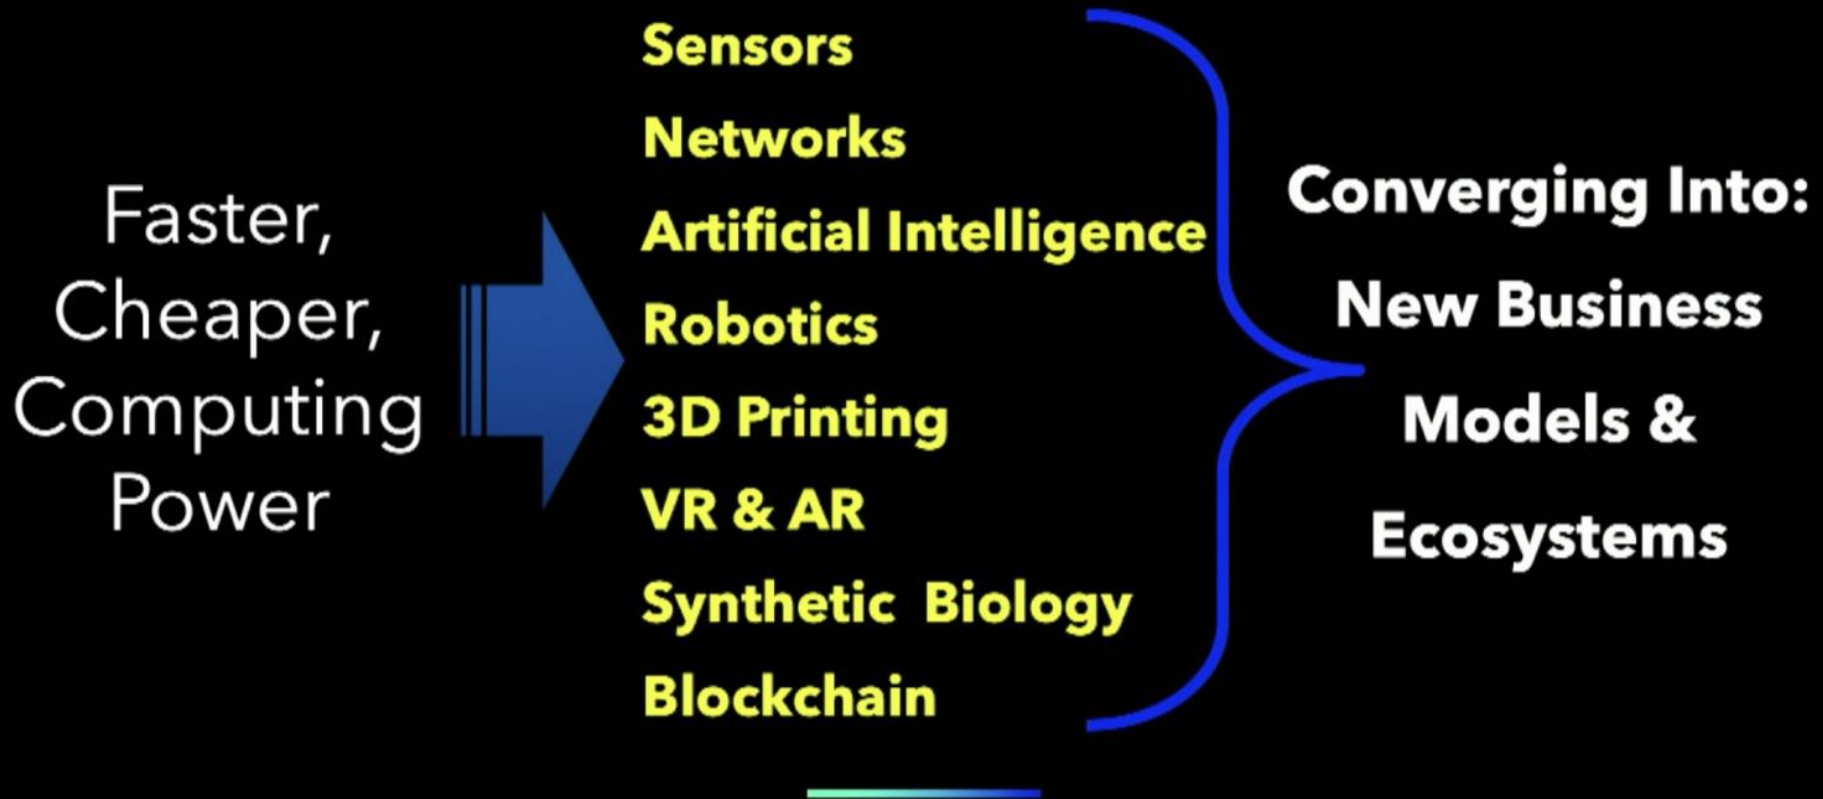 Faster,
Cheaper,
Computing
Power
Sensors
Networks
Artificial Intelligence
Robotics
3D Printing
VR & AR
Synthetic Biology
Blockchain
Converging Into:
New Business
Models &
Ecosystems